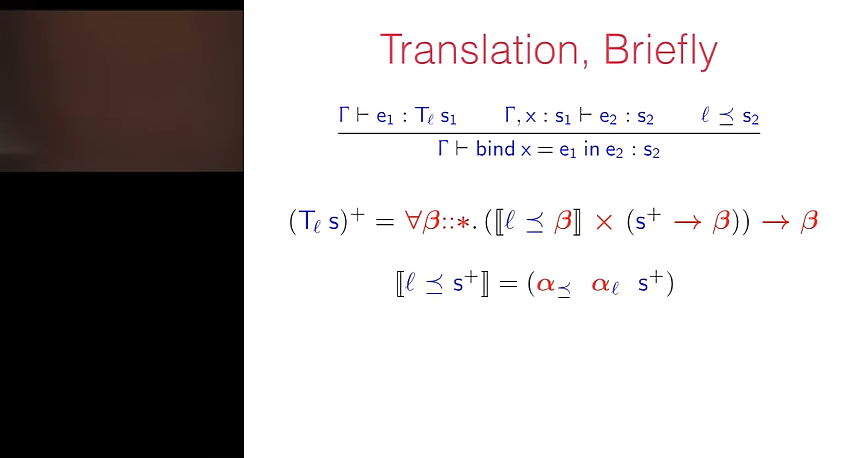 Translation, Briefly
Γ ⊢ e₁ : T_ℓ s₁    Γ, x : s₁ ⊢ e₂ : s₂    ℓ ⪯ s₂
Γ ⊢ bind x = e₁ in e₂ : s₂
(T_ℓ s)⁺ = ∀β::*. (⟦ℓ ⪯ β⟧ × (s⁺ → β)) → β
⟦ℓ ⪯ s⁺⟧ = (α_⪯ α_ℓ s⁺)